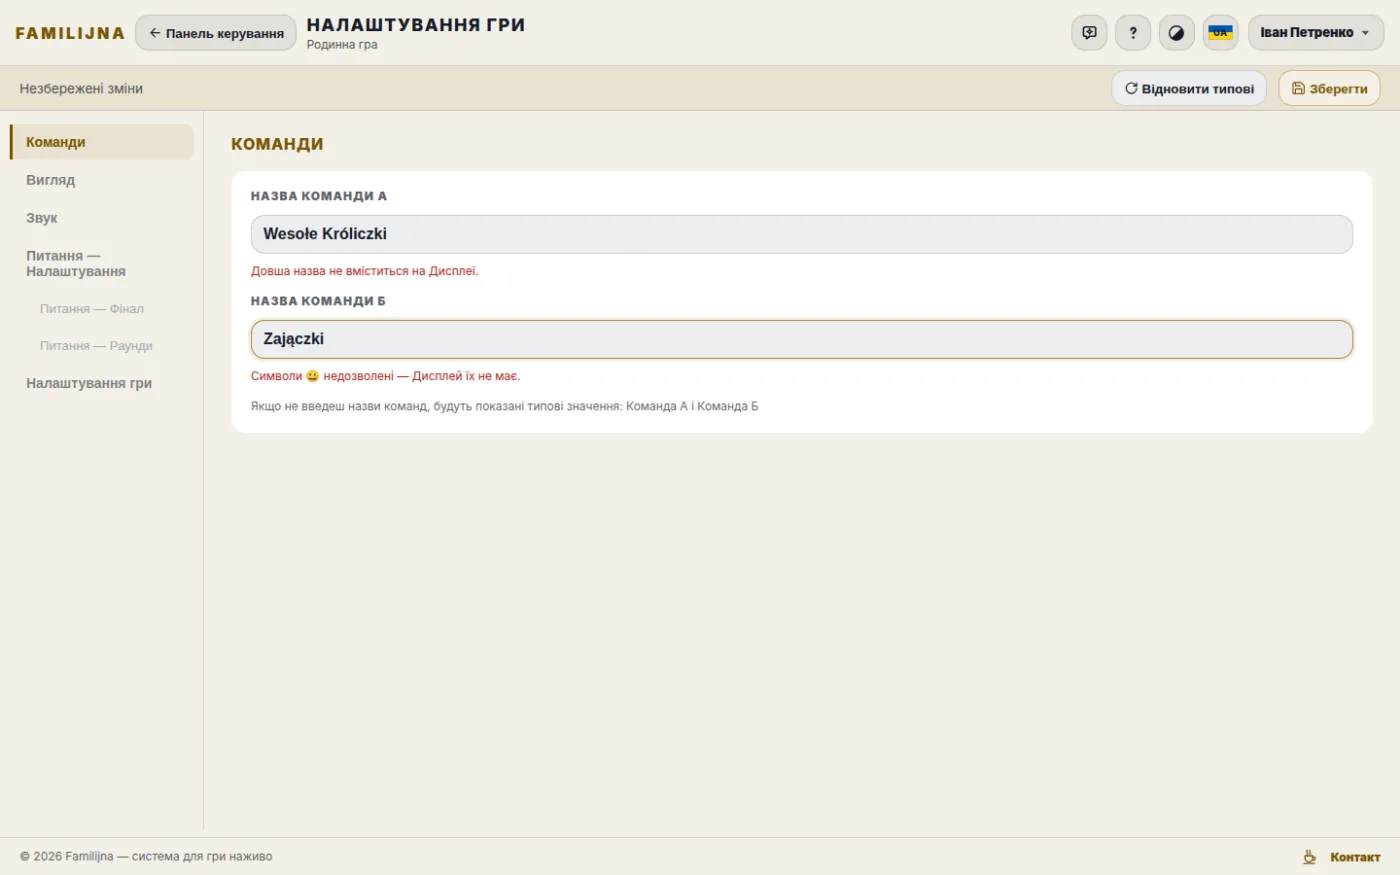 FAMILIJNA
← Панель керування
НАЛАШТУВАННЯ ГРИ
Родинна гра
?
UA
Іван Петренко
Незбережені зміни
Відновити типові
Зберегти
Команди
Вигляд
Звук
Питання —
Налаштування
Питання — Фінал
Питання — Раунди
Налаштування гри
КОМАНДИ
НАЗВА КОМАНДИ А
Wesołe Króliczki
Довша назва не вміститься на Дисплеї.
НАЗВА КОМАНДИ Б
Zajączki
Символи 😀 недозволені — Дисплей їх не має.
Якщо не введеш назви команд, будуть показані типові значення: Команда А і Команда Б
© 2026 Familijna — система для гри наживо
Контакт